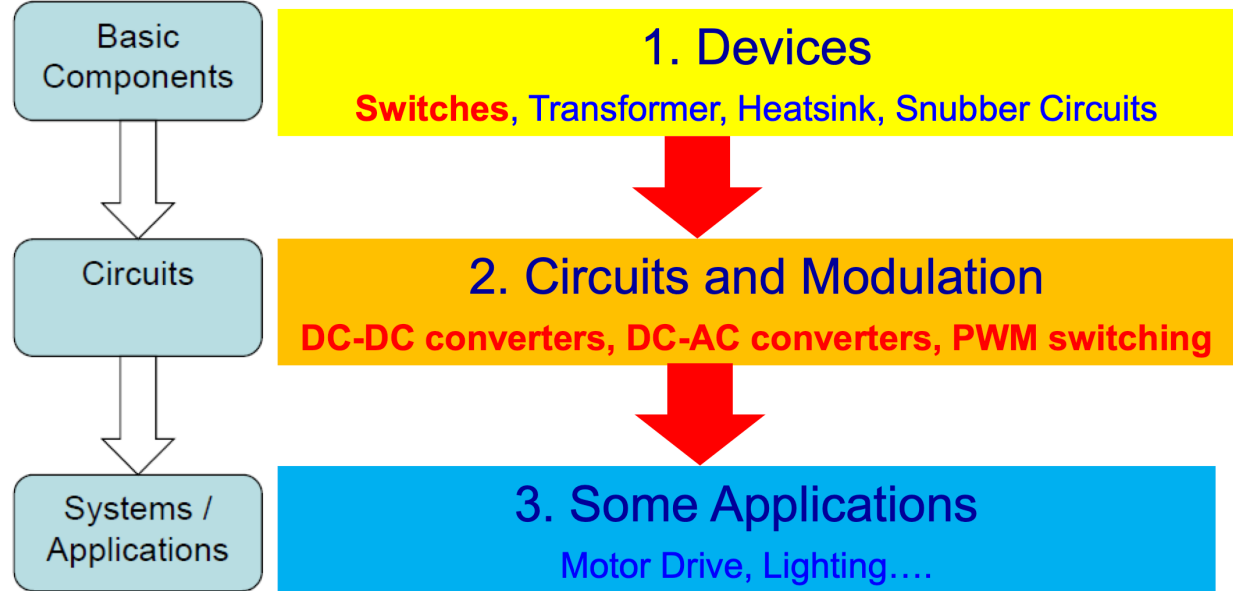 Basic
Components
1. Devices
Switches, Transformer, Heatsink, Snubber Circuits
Circuits
2. Circuits and Modulation
DC-DC converters, DC-AC converters, PWM switching
Systems /
Applications
3. Some Applications
Motor Drive, Lighting....